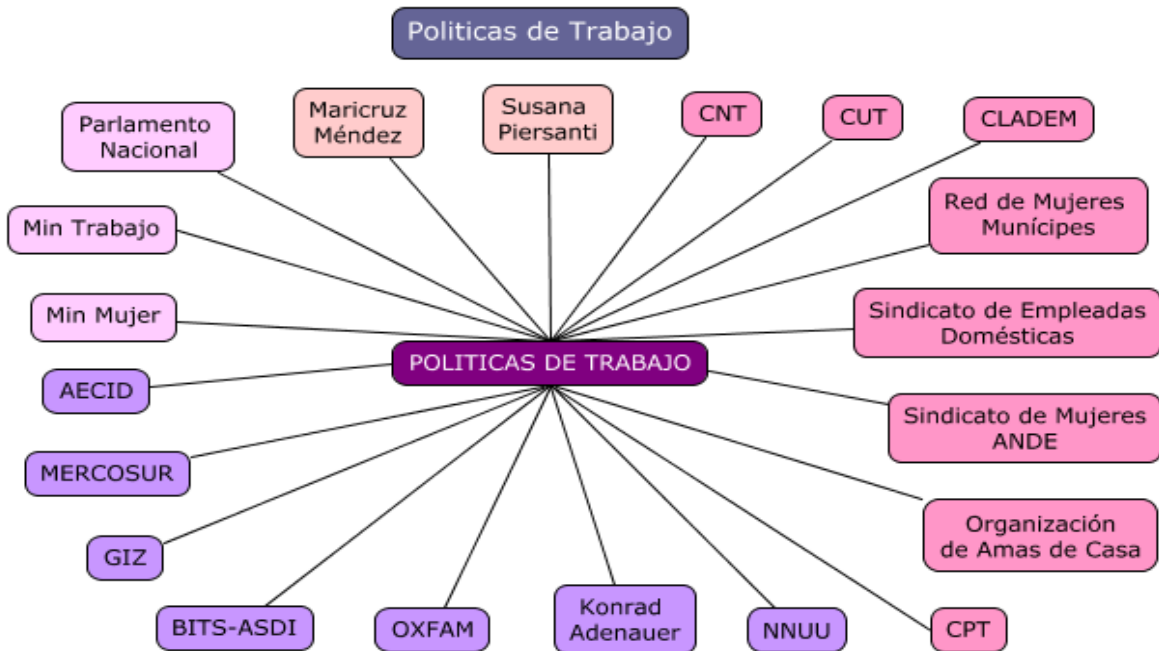 Politicas de Trabajo
Parlamento
Nacional
Maricruz
Méndez
Susana
Piersanti
CNT
CUT
CLADEM
Red de Mujeres
Munícipes
Min Trabajo
Min Mujer
Sindicato de Empleadas
Domésticas
POLITICAS DE TRABAJO
AECID
Sindicato de Mujeres
ANDE
MERCOSUR
Organización
de Amas de Casa
GIZ
BITS-ASDI
OXFAM
Konrad
Adenauer
NNUU
CPT